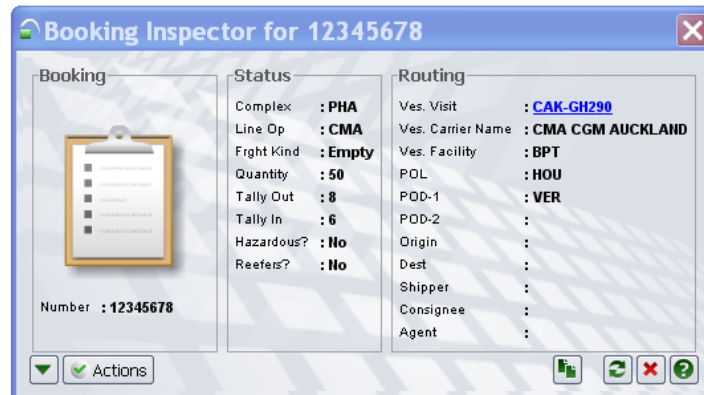 Booking Inspector for 12345678
Booking
Number : 12345678
Status
Complex : PHA
Line Op : CMA
Frght Kind : Empty
Quantity : 50
Tally Out : 8
Tally In : 6
Hazardous? : No
Reefers? : No
Routing
Ves. Visit : CAK-GH290
Ves. Carrier Name : CMA CGM AUCKLAND
Ves. Facility : BPT
POL : HOU
POD-1 : VER
POD-2 :
Origin :
Dest :
Shipper :
Consignee :
Agent :
Actions